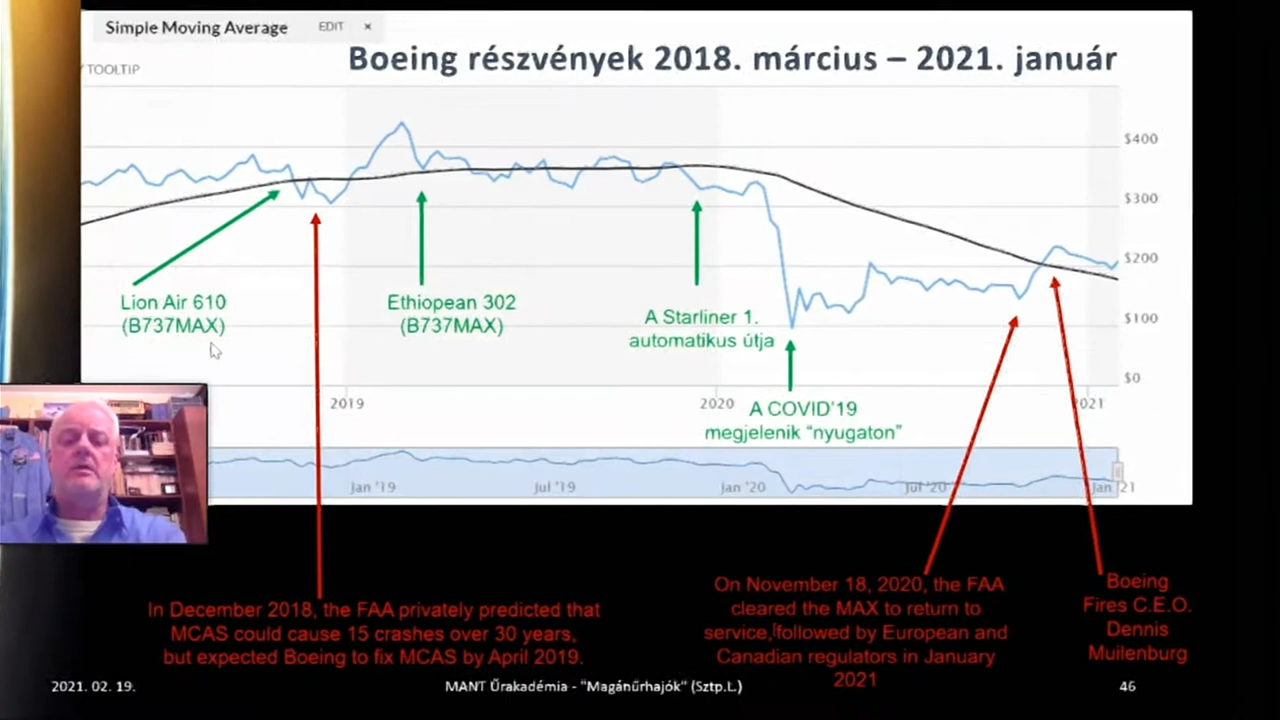 Simple Moving Average EDIT ×
TOOLTIP
Boeing részvények 2018. március – 2021. január
$400
$300
$200
$100
$0
Lion Air 610
(B737MAX)
Ethiopean 302
(B737MAX)
A Starliner 1.
automatikus útja
2019
2020
2021
A COVID'19
megjelenik “nyugaton”
Jan '19
Jul '19
Jan '20
Jul '20
Jan '21
In December 2018, the FAA privately predicted that
MCAS could cause 15 crashes over 30 years,
but expected Boeing to fix MCAS by April 2019.
On November 18, 2020, the FAA
cleared the MAX to return to
service, followed by European and
Canadian regulators in January
2021
Boeing
Fires C.E.O.
Dennis
Muilenburg
2021. 02. 19.
MANT Űrakadémia - "Magánűrhajók" (Sztp.L.)
46